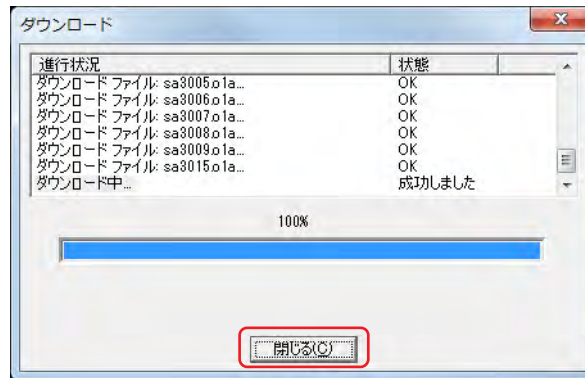 ダウンロード
進行状況 状態
ダウンロード ファイル: sa3005.o1a... OK
ダウンロード ファイル: sa3006.o1a... OK
ダウンロード ファイル: sa3007.o1a... OK
ダウンロード ファイル: sa3008.o1a... OK
ダウンロード ファイル: sa3009.o1a... OK
ダウンロード ファイル: sa3015.o1a... OK
ダウンロード中... 成功しました
100%
閉じる(C)